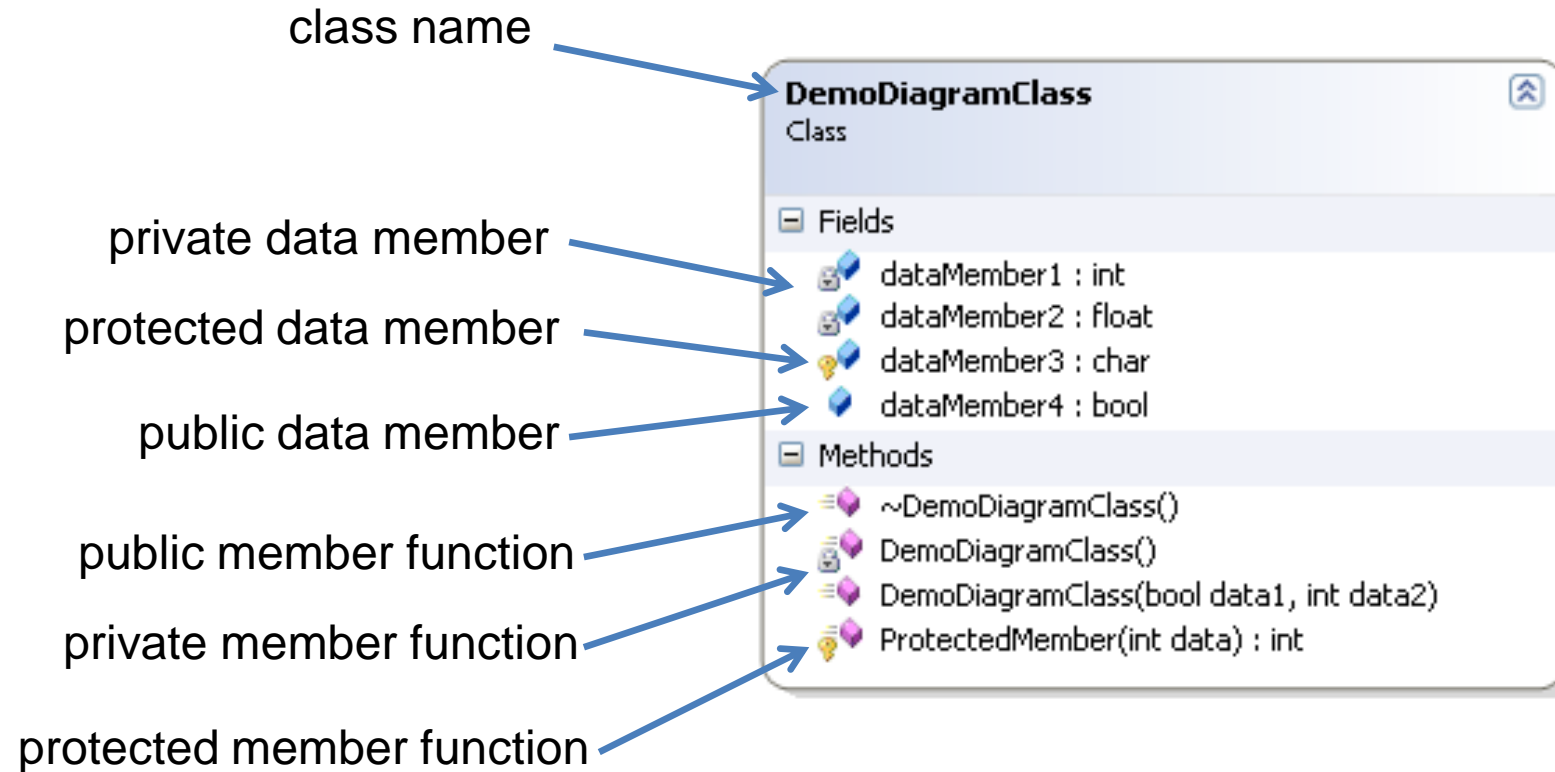 class name
DemoDiagramClass
Class
Fields
private data member
dataMember1 : int
protected data member
dataMember2 : float
dataMember3 : char
public data member
dataMember4 : bool
Methods
~DemoDiagramClass()
public member function
DemoDiagramClass()
DemoDiagramClass(bool data1, int data2)
private member function
ProtectedMember(int data) : int
protected member function